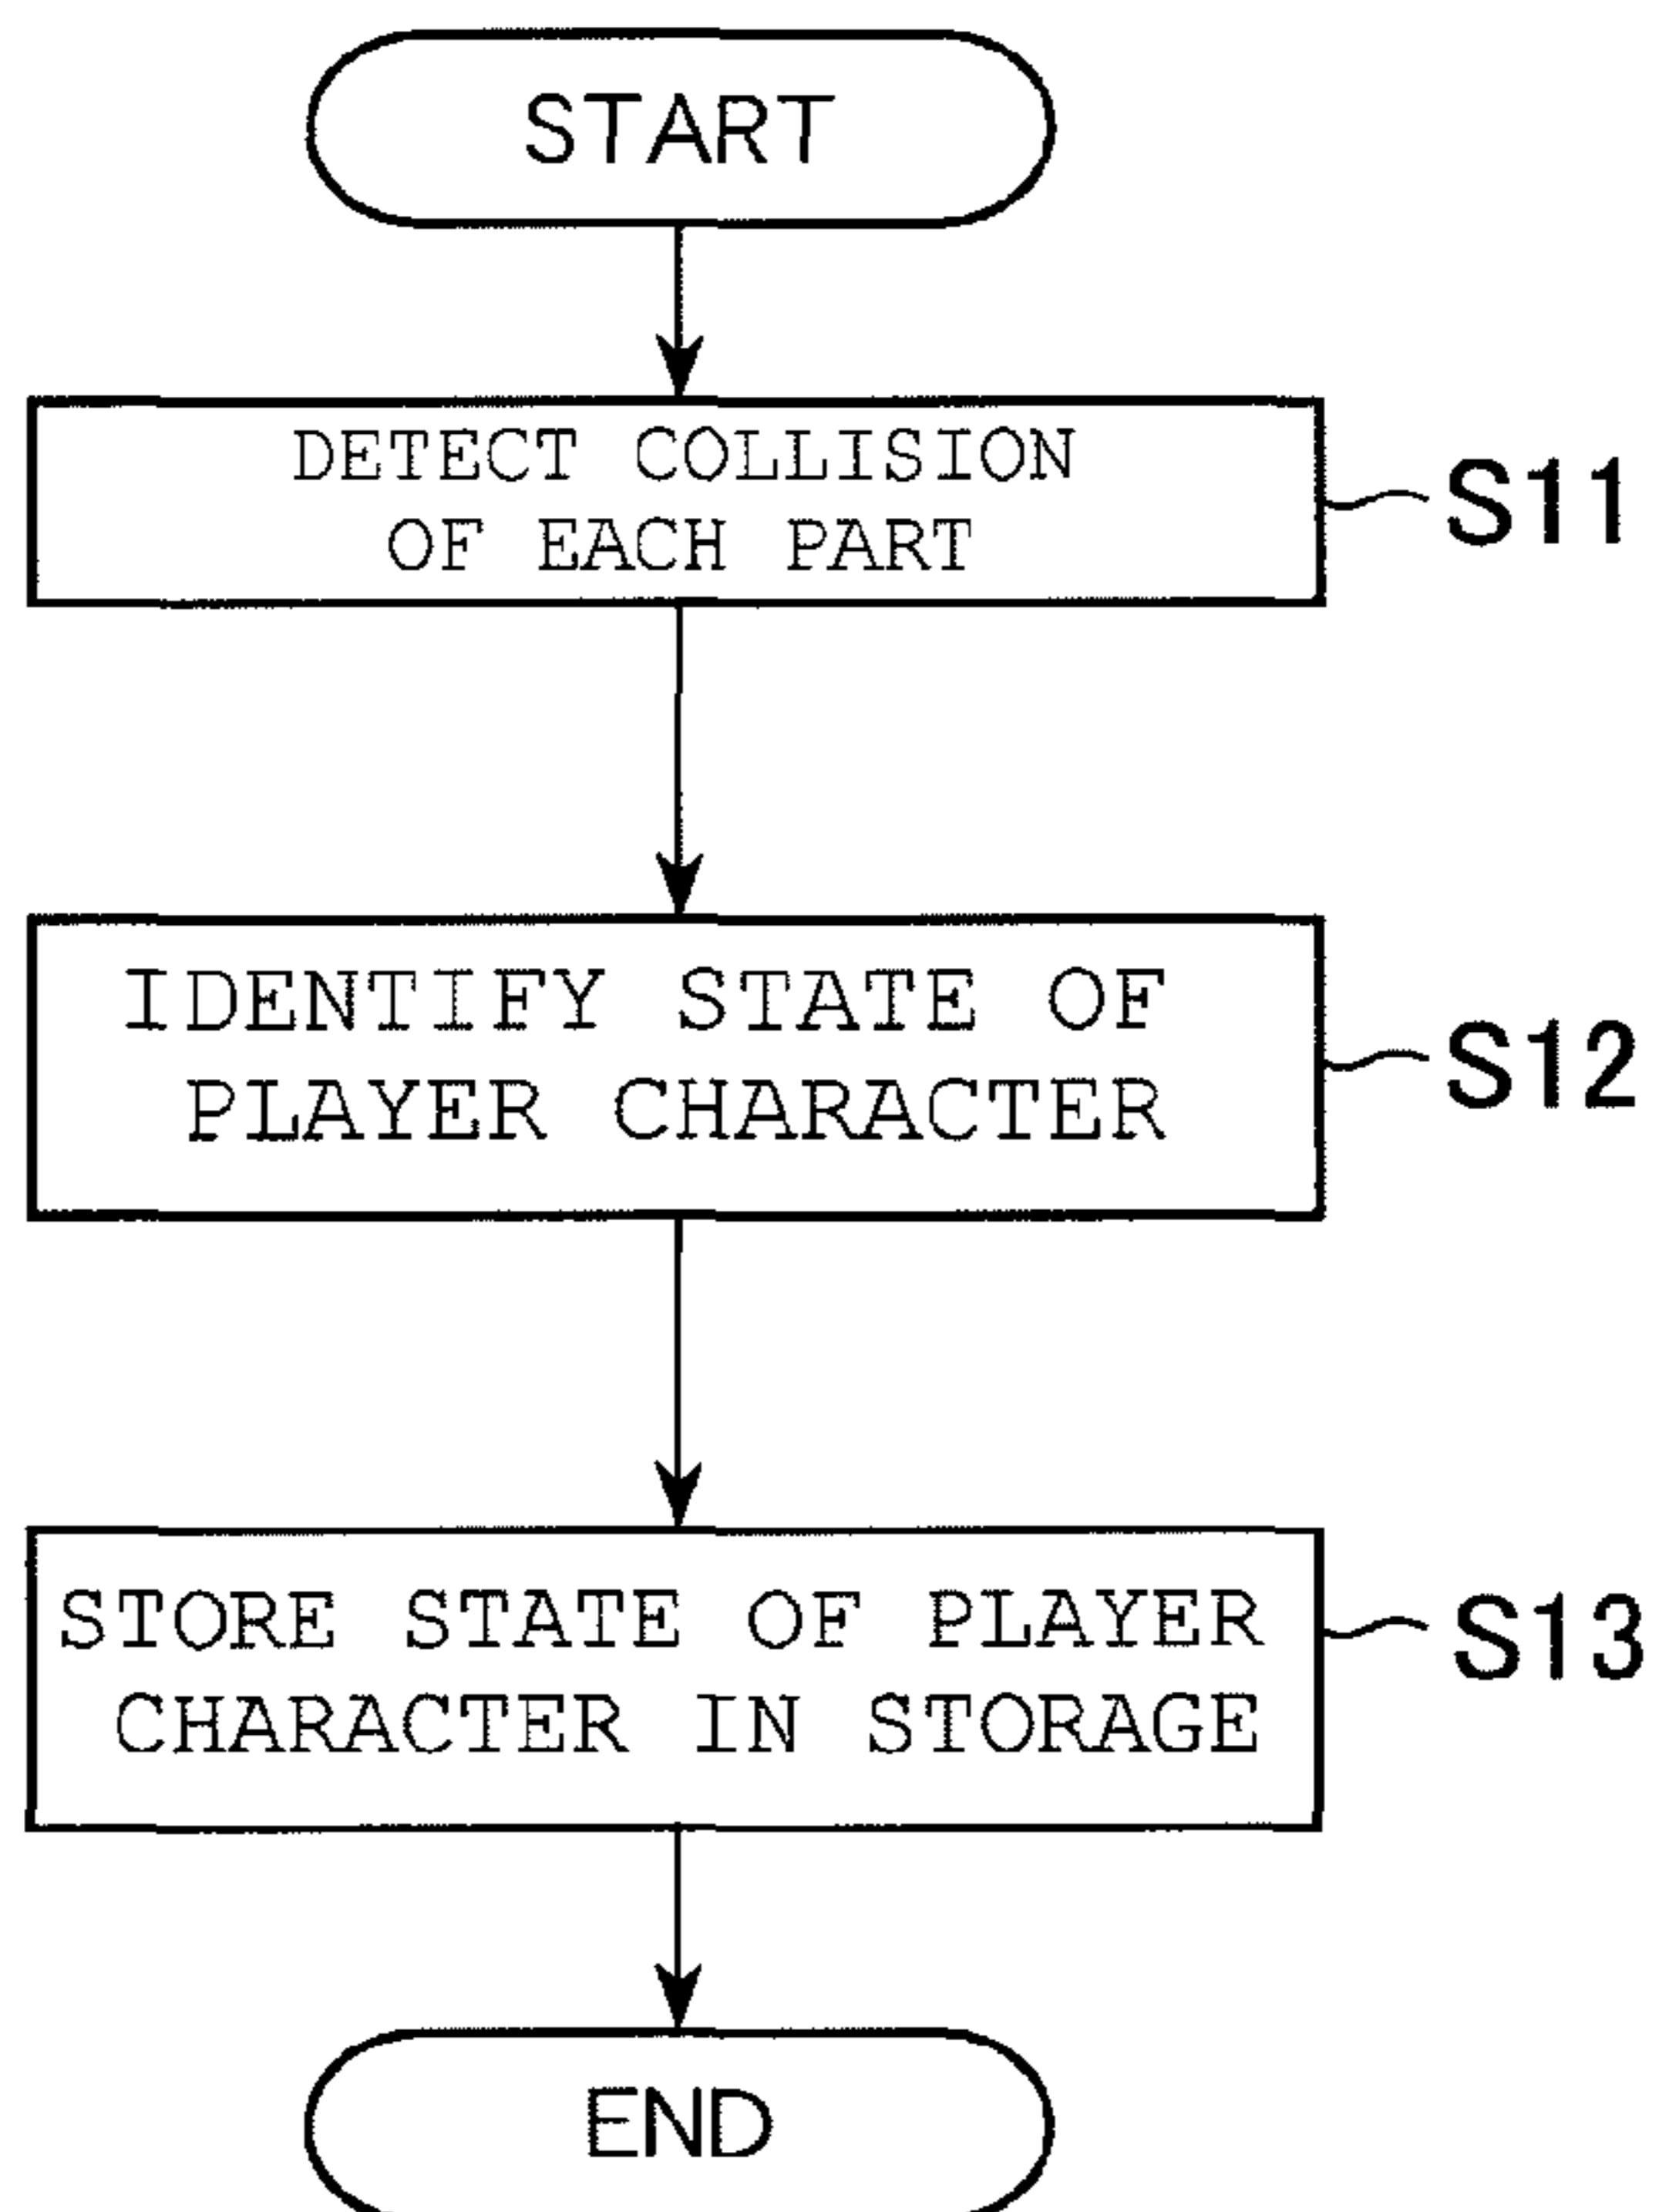 START
DETECT COLLISION
OF EACH PART
S11
IDENTIFY STATE OF
PLAYER CHARACTER
S12
STORE STATE OF PLAYER
CHARACTER IN STORAGE
S13
END